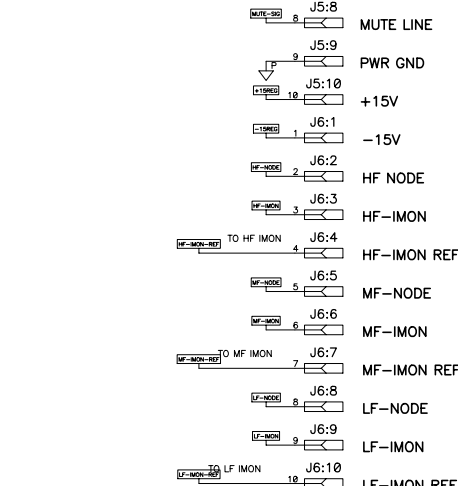 J5:8
MUTE-SIG 8 MUTE LINE
J5:9
9 PWR GND
P
J5:10
+15REG 10 +15V
J6:1
-15REG 1 -15V
J6:2
HF-NODE 2 HF NODE
J6:3
HF-IMON 3 HF-IMON
TO HF IMON J6:4
HF-IMON-REF 4 HF-IMON REF
J6:5
MF-NODE 5 MF-NODE
J6:6
MF-IMON 6 MF-IMON
TO MF IMON J6:7
MF-IMON-REF 7 MF-IMON REF
J6:8
LF-NODE 8 LF-NODE
J6:9
LF-IMON 9 LF-IMON
TO LF IMON J6:10
LF-IMON-REF 10 LF-IMON REF